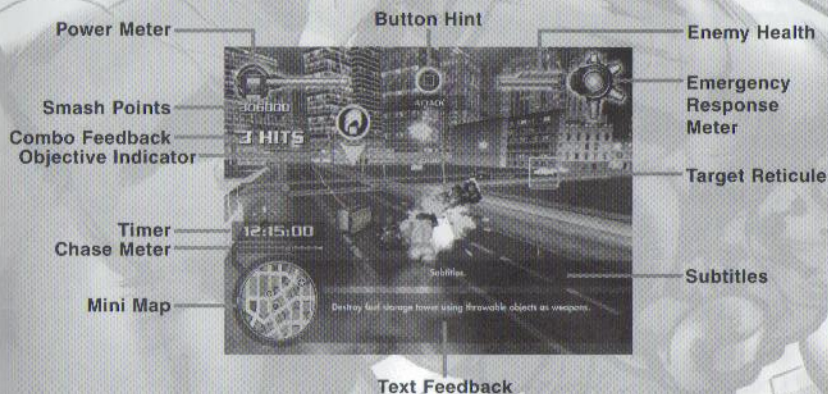 Button Hint
Power Meter
Enemy Health
Emergency
Response
Meter
Smash Points
306000
ATTACK
Combo Feedback
3 HITS
Objective Indicator
Target Reticule
Timer
12:15:00
Chase Meter
Subtitles.
Subtitles
Mini Map
Destroy fuel storage tower using throwable objects as weapons.
Text Feedback